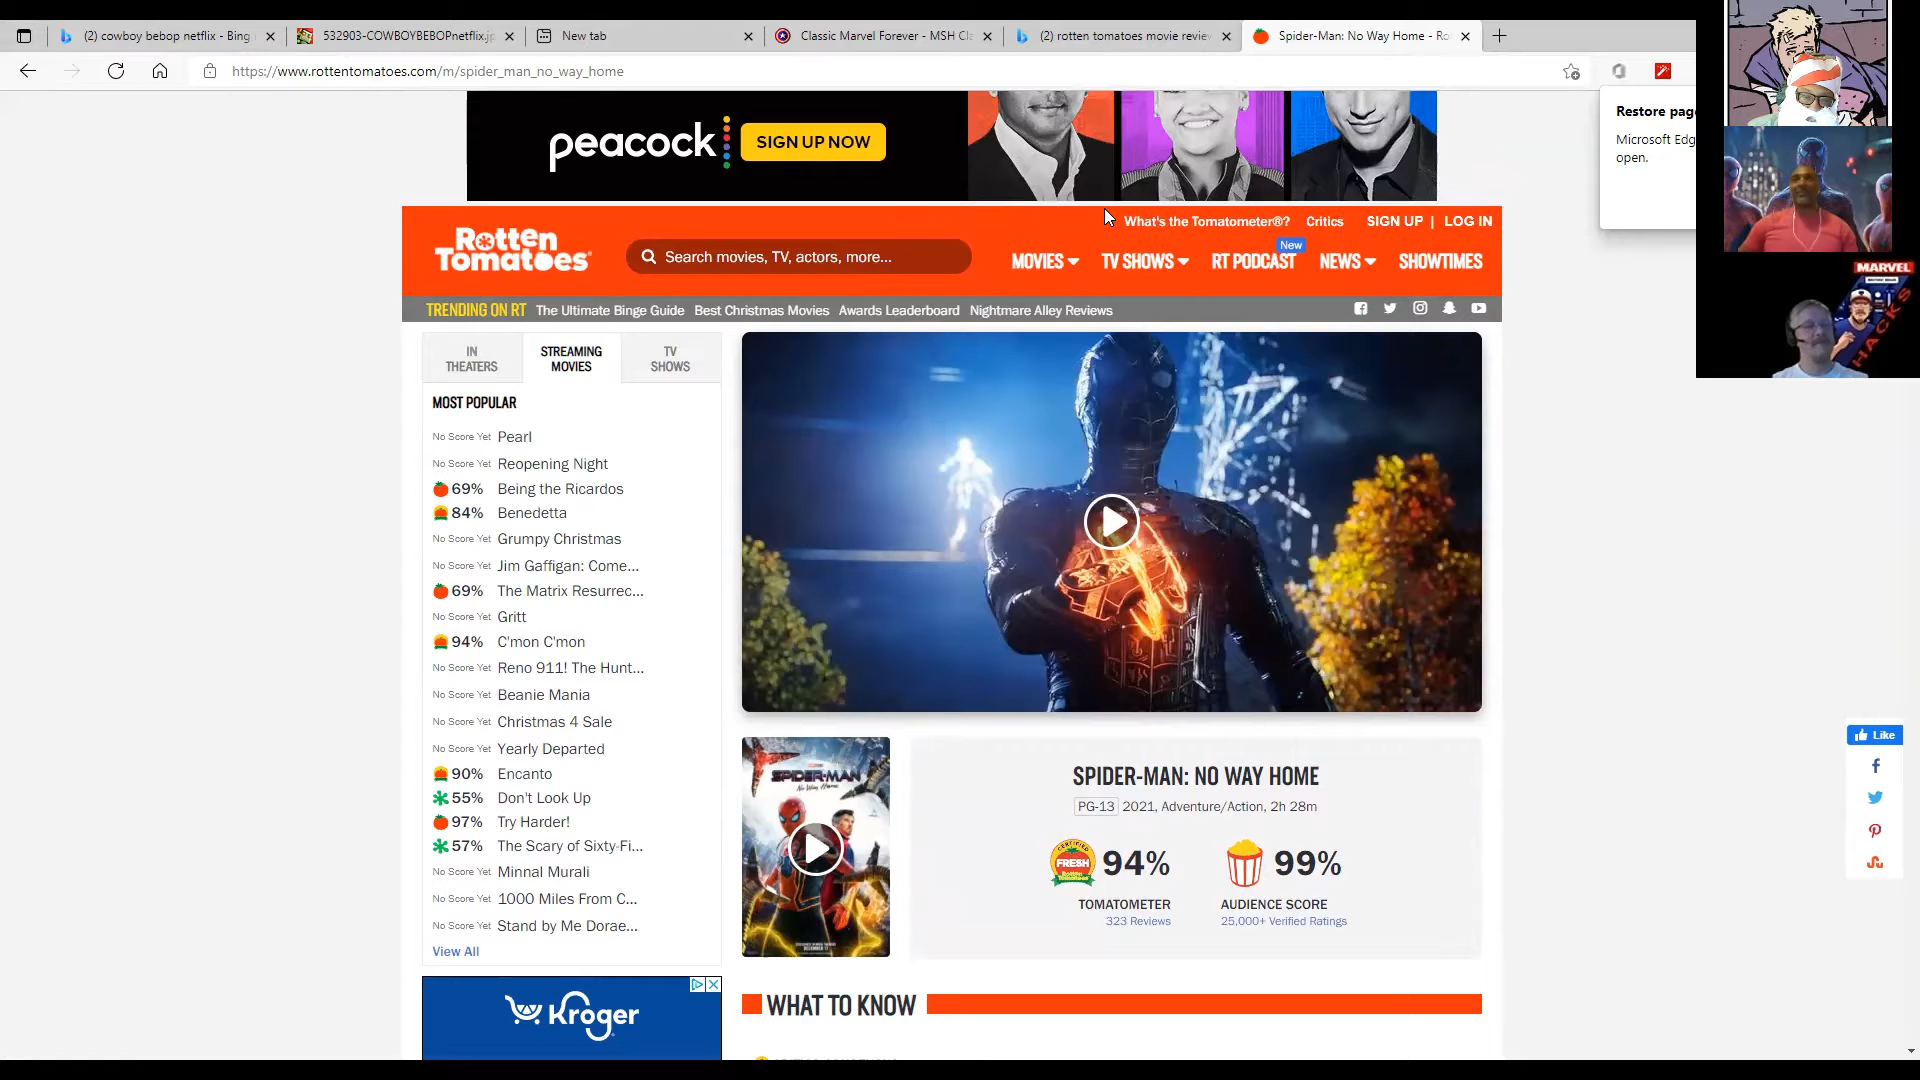 (2) cowboy bebop netflix - Bing
532903-COWBOYBEBOPnetflix.j
New tab
Classic Marvel Forever - MSH Cl
(2) rotten tomatoes movie review
Spider-Man: No Way Home - Ro
https://www.rottentomatoes.com/m/spider_man_no_way_home
Restore pag
Microsoft Edg
open.
peacock
SIGN UP NOW
What's the Tomatometer®?
Critics
SIGN UP | LOG IN
Rotten
Tomatoes
Search movies, TV, actors, more...
MOVIES
TV SHOWS
New
RT PODCAST
NEWS
SHOWTIMES
TRENDING ON RT
The Ultimate Binge Guide
Best Christmas Movies
Awards Leaderboard
Nightmare Alley Reviews
MARVEL
HACKS
IN
THEATERS
STREAMING
MOVIES
TV
SHOWS
MOST POPULAR
No Score Yet Pearl
No Score Yet Reopening Night
69% Being the Ricardos
84% Benedetta
No Score Yet Grumpy Christmas
No Score Yet Jim Gaffigan: Come...
69% The Matrix Resurrec...
No Score Yet Gritt
94% C'mon C'mon
No Score Yet Reno 911! The Hunt...
No Score Yet Beanie Mania
No Score Yet Christmas 4 Sale
No Score Yet Yearly Departed
90% Encanto
55% Don't Look Up
97% Try Harder!
57% The Scary of Sixty-Fi...
No Score Yet Minnal Murali
No Score Yet 1000 Miles From C...
No Score Yet Stand by Me Dorae...
View All
Kroger
SPIDER-MAN
No Way Home
SPIDER-MAN: NO WAY HOME
PG-13 2021, Adventure/Action, 2h 28m
CERTIFIED
FRESH
94%
TOMATOMETER
323 Reviews
99%
AUDIENCE SCORE
25,000+ Verified Ratings
Like
WHAT TO KNOW